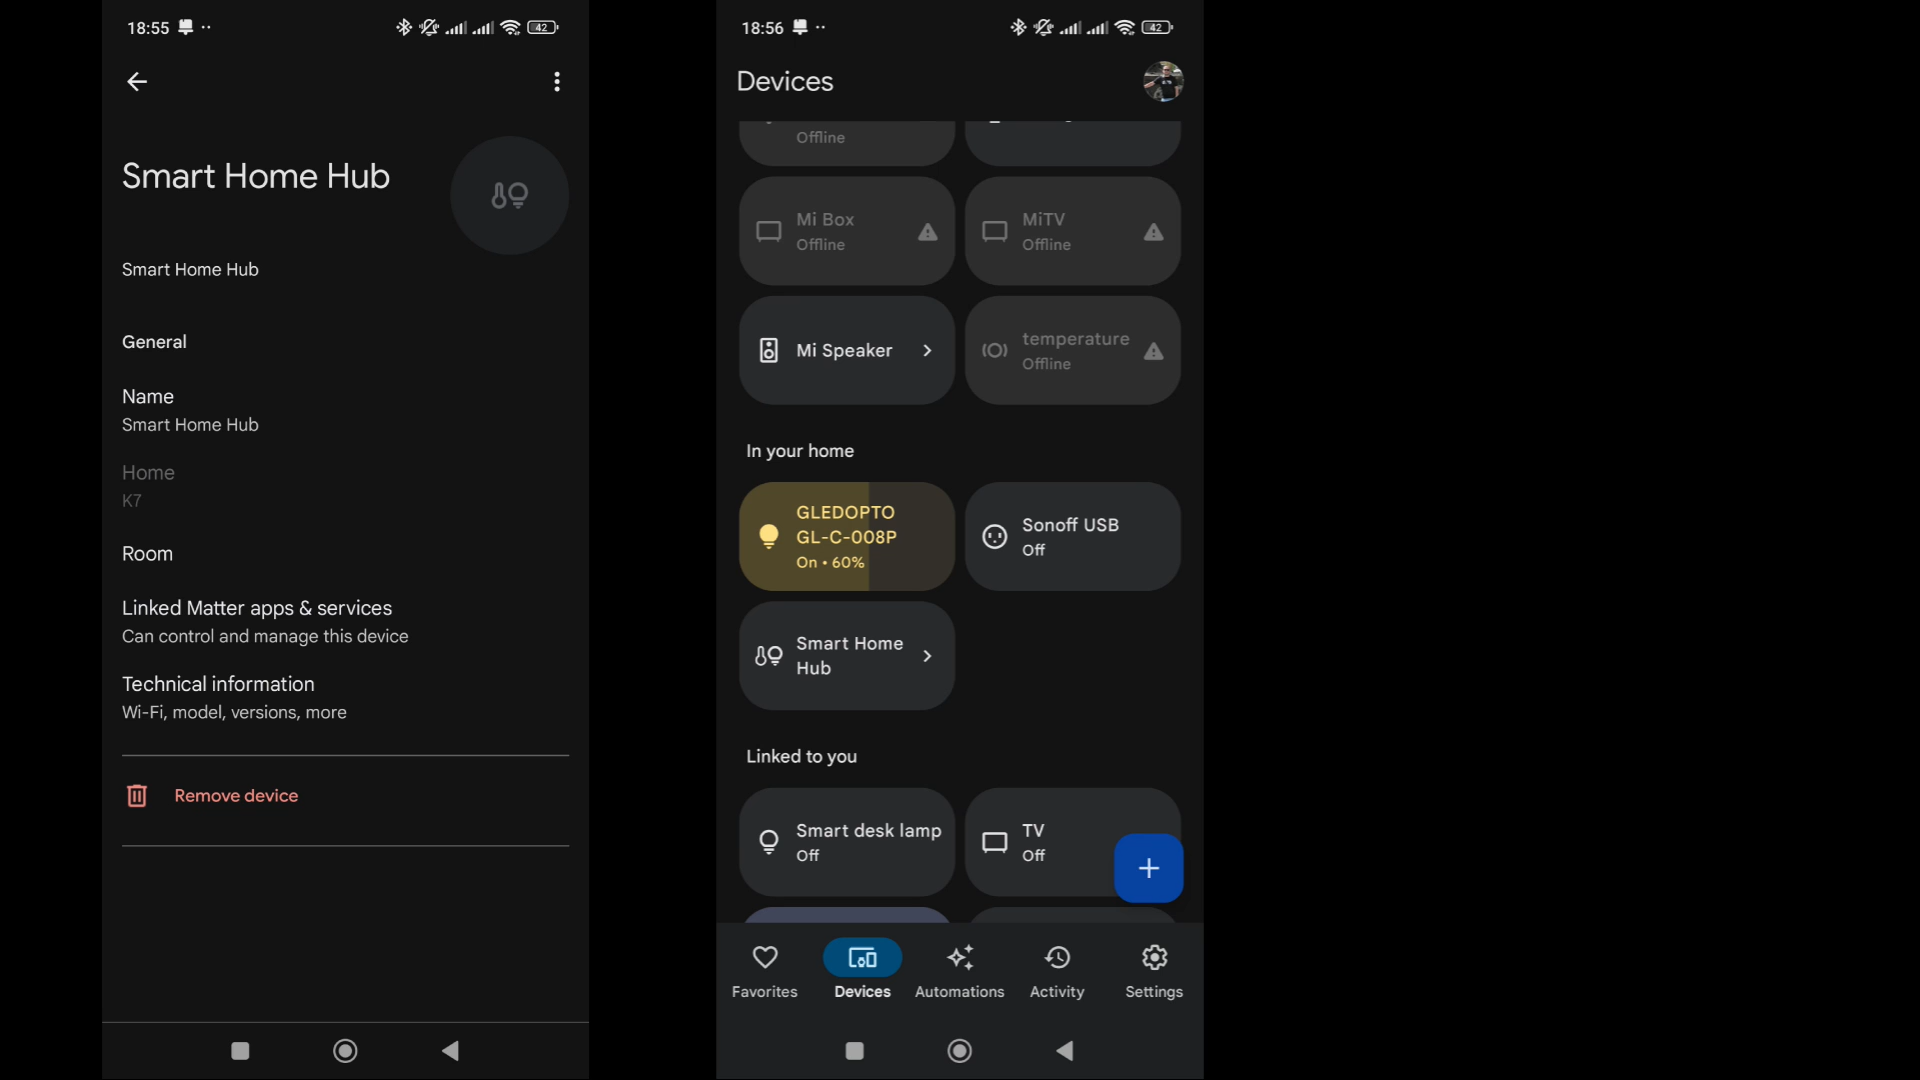 18:55
42
Smart Home Hub
Smart Home Hub
General
Name
Smart Home Hub
Home
K7
Room
Linked Matter apps & services
Can control and manage this device
Technical information
Wi-Fi, model, versions, more
Remove device
18:56
42
Devices
Offline
Mi Box
Offline
MiTV
Offline
Mi Speaker
temperature
Offline
In your home
GLEDOPTO
GL-C-008P
On • 60%
Sonoff USB
Off
Smart Home
Hub
Linked to you
Smart desk lamp
Off
TV
Off
Favorites
Devices
Automations
Activity
Settings